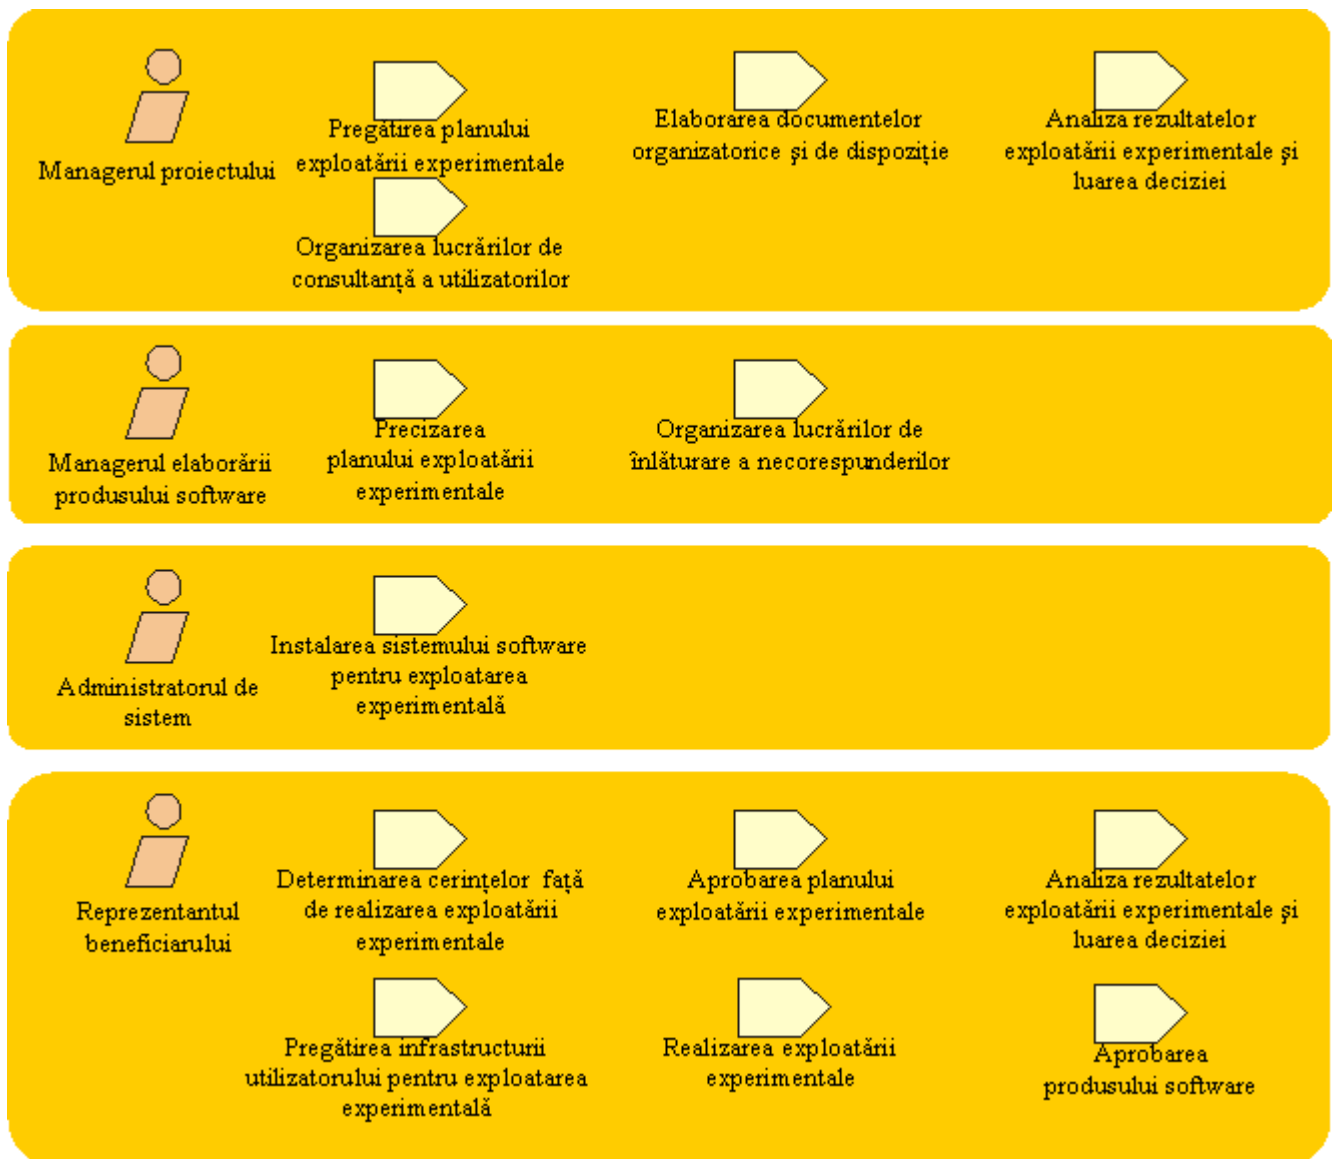 Managerul proiectului
Pregătirea planului
exploatării experimentale
Elaborarea documentelor
organizatorice și de dispoziție
Analiza rezultatelor
exploatării experimentale și
luarea deciziei
Organizarea lucrărilor de
consultanță a utilizatorilor
Managerul elaborării
produsului software
Precizarea
planului exploatării
experimentale
Organizarea lucrărilor de
înlăturare a necorespunderilor
Administratorul de
sistem
Instalarea sistemului software
pentru exploatarea
experimentală
Reprezentantul
beneficiarului
Determinarea cerințelor față
de realizarea exploatării
experimentale
Aprobarea planului
exploatării experimentale
Analiza rezultatelor
exploatării experimentale și
luarea deciziei
Pregătirea infrastructurii
utilizatorului pentru exploatarea
experimentală
Realizarea exploatării
experimentale
Aprobarea
produsului software